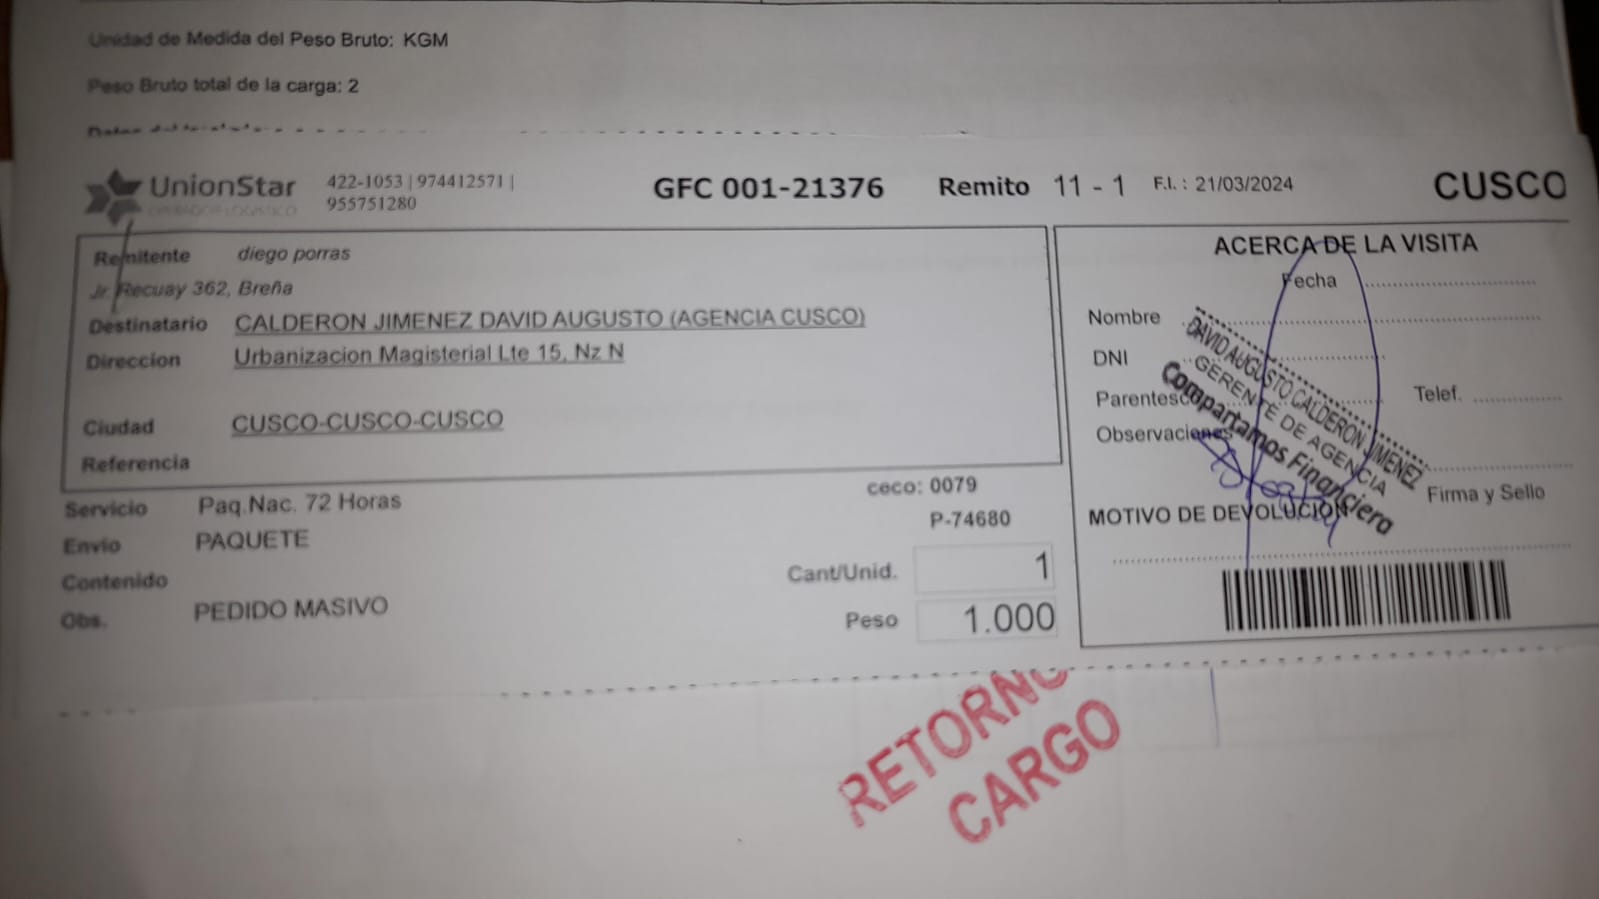 Unidad de Medida del Peso Bruto: KGM
Peso Bruto total de la carga: 2
UnionStar
OPERADOR LOGISTICO
422-1053 | 974412571 |
955751280
GFC 001-21376
Remito 11 - 1
F.I. : 21/03/2024
CUSCO
Remitente diego porras
Jr. Recuay 362, Breña
Destinatario CALDERON JIMENEZ DAVID AUGUSTO (AGENCIA CUSCO)
Direccion Urbanizacion Magisterial Lte 15, Nz N
Ciudad CUSCO-CUSCO-CUSCO
Referencia
Servicio Paq.Nac. 72 Horas
ceco: 0079
Envio PAQUETE
P-74680
Contenido
Cant/Unid. 1
Obs. PEDIDO MASIVO
Peso 1.000
ACERCA DE LA VISITA
Fecha
Nombre
DNI
Parentesco
Telef.
Observaciones
Firma y Sello
MOTIVO DE DEVOLUCION
DAVID AUGUSTO CALDERON JIMENEZ
GERENTE DE AGENCIA
Compartamos Financiera
RETORNO
CARGO